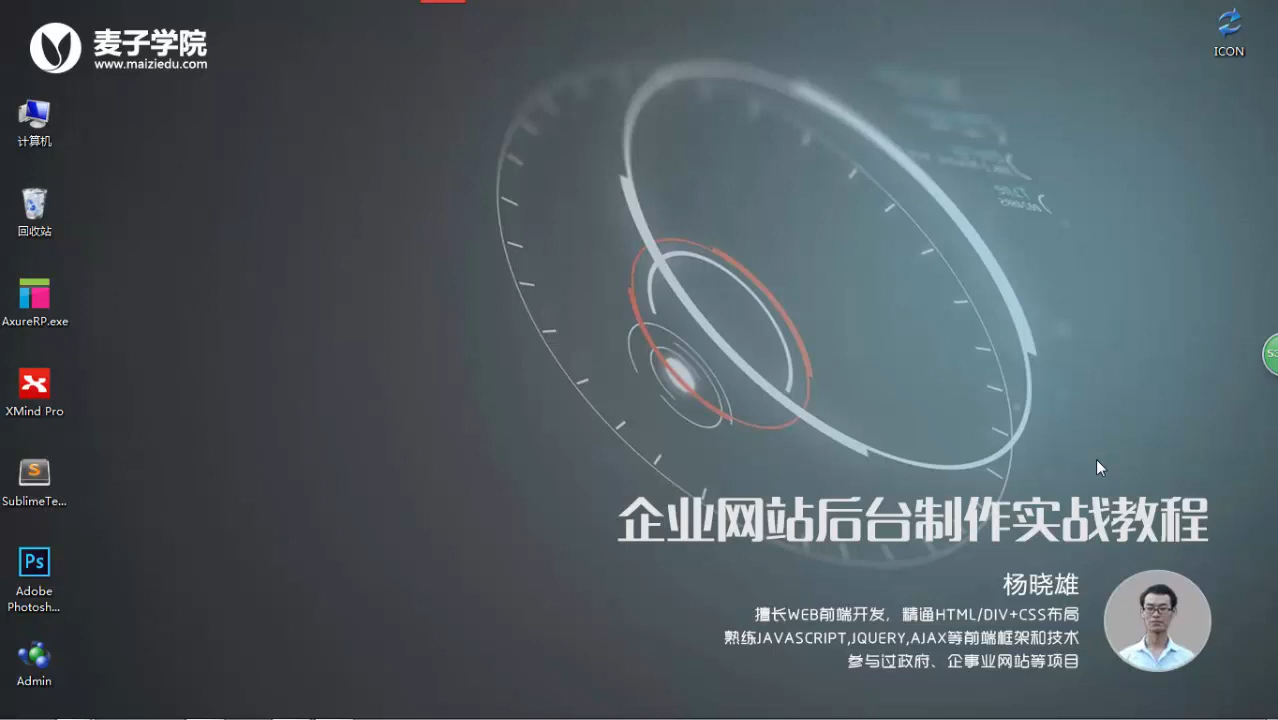 麦子学院
www.maiziedu.com
ICON
计算机
回收站
AxureRP.exe
XMind Pro
SublimeTe...
Ps
Adobe
Photosh...
Admin
企业网站后台制作实战教程
杨晓雄
擅长WEB前端开发，精通HTML/DIV+CSS布局
熟练JAVASCRIPT,JQUERY,AJAX等前端框架和技术
参与过政府、企事业网站等项目